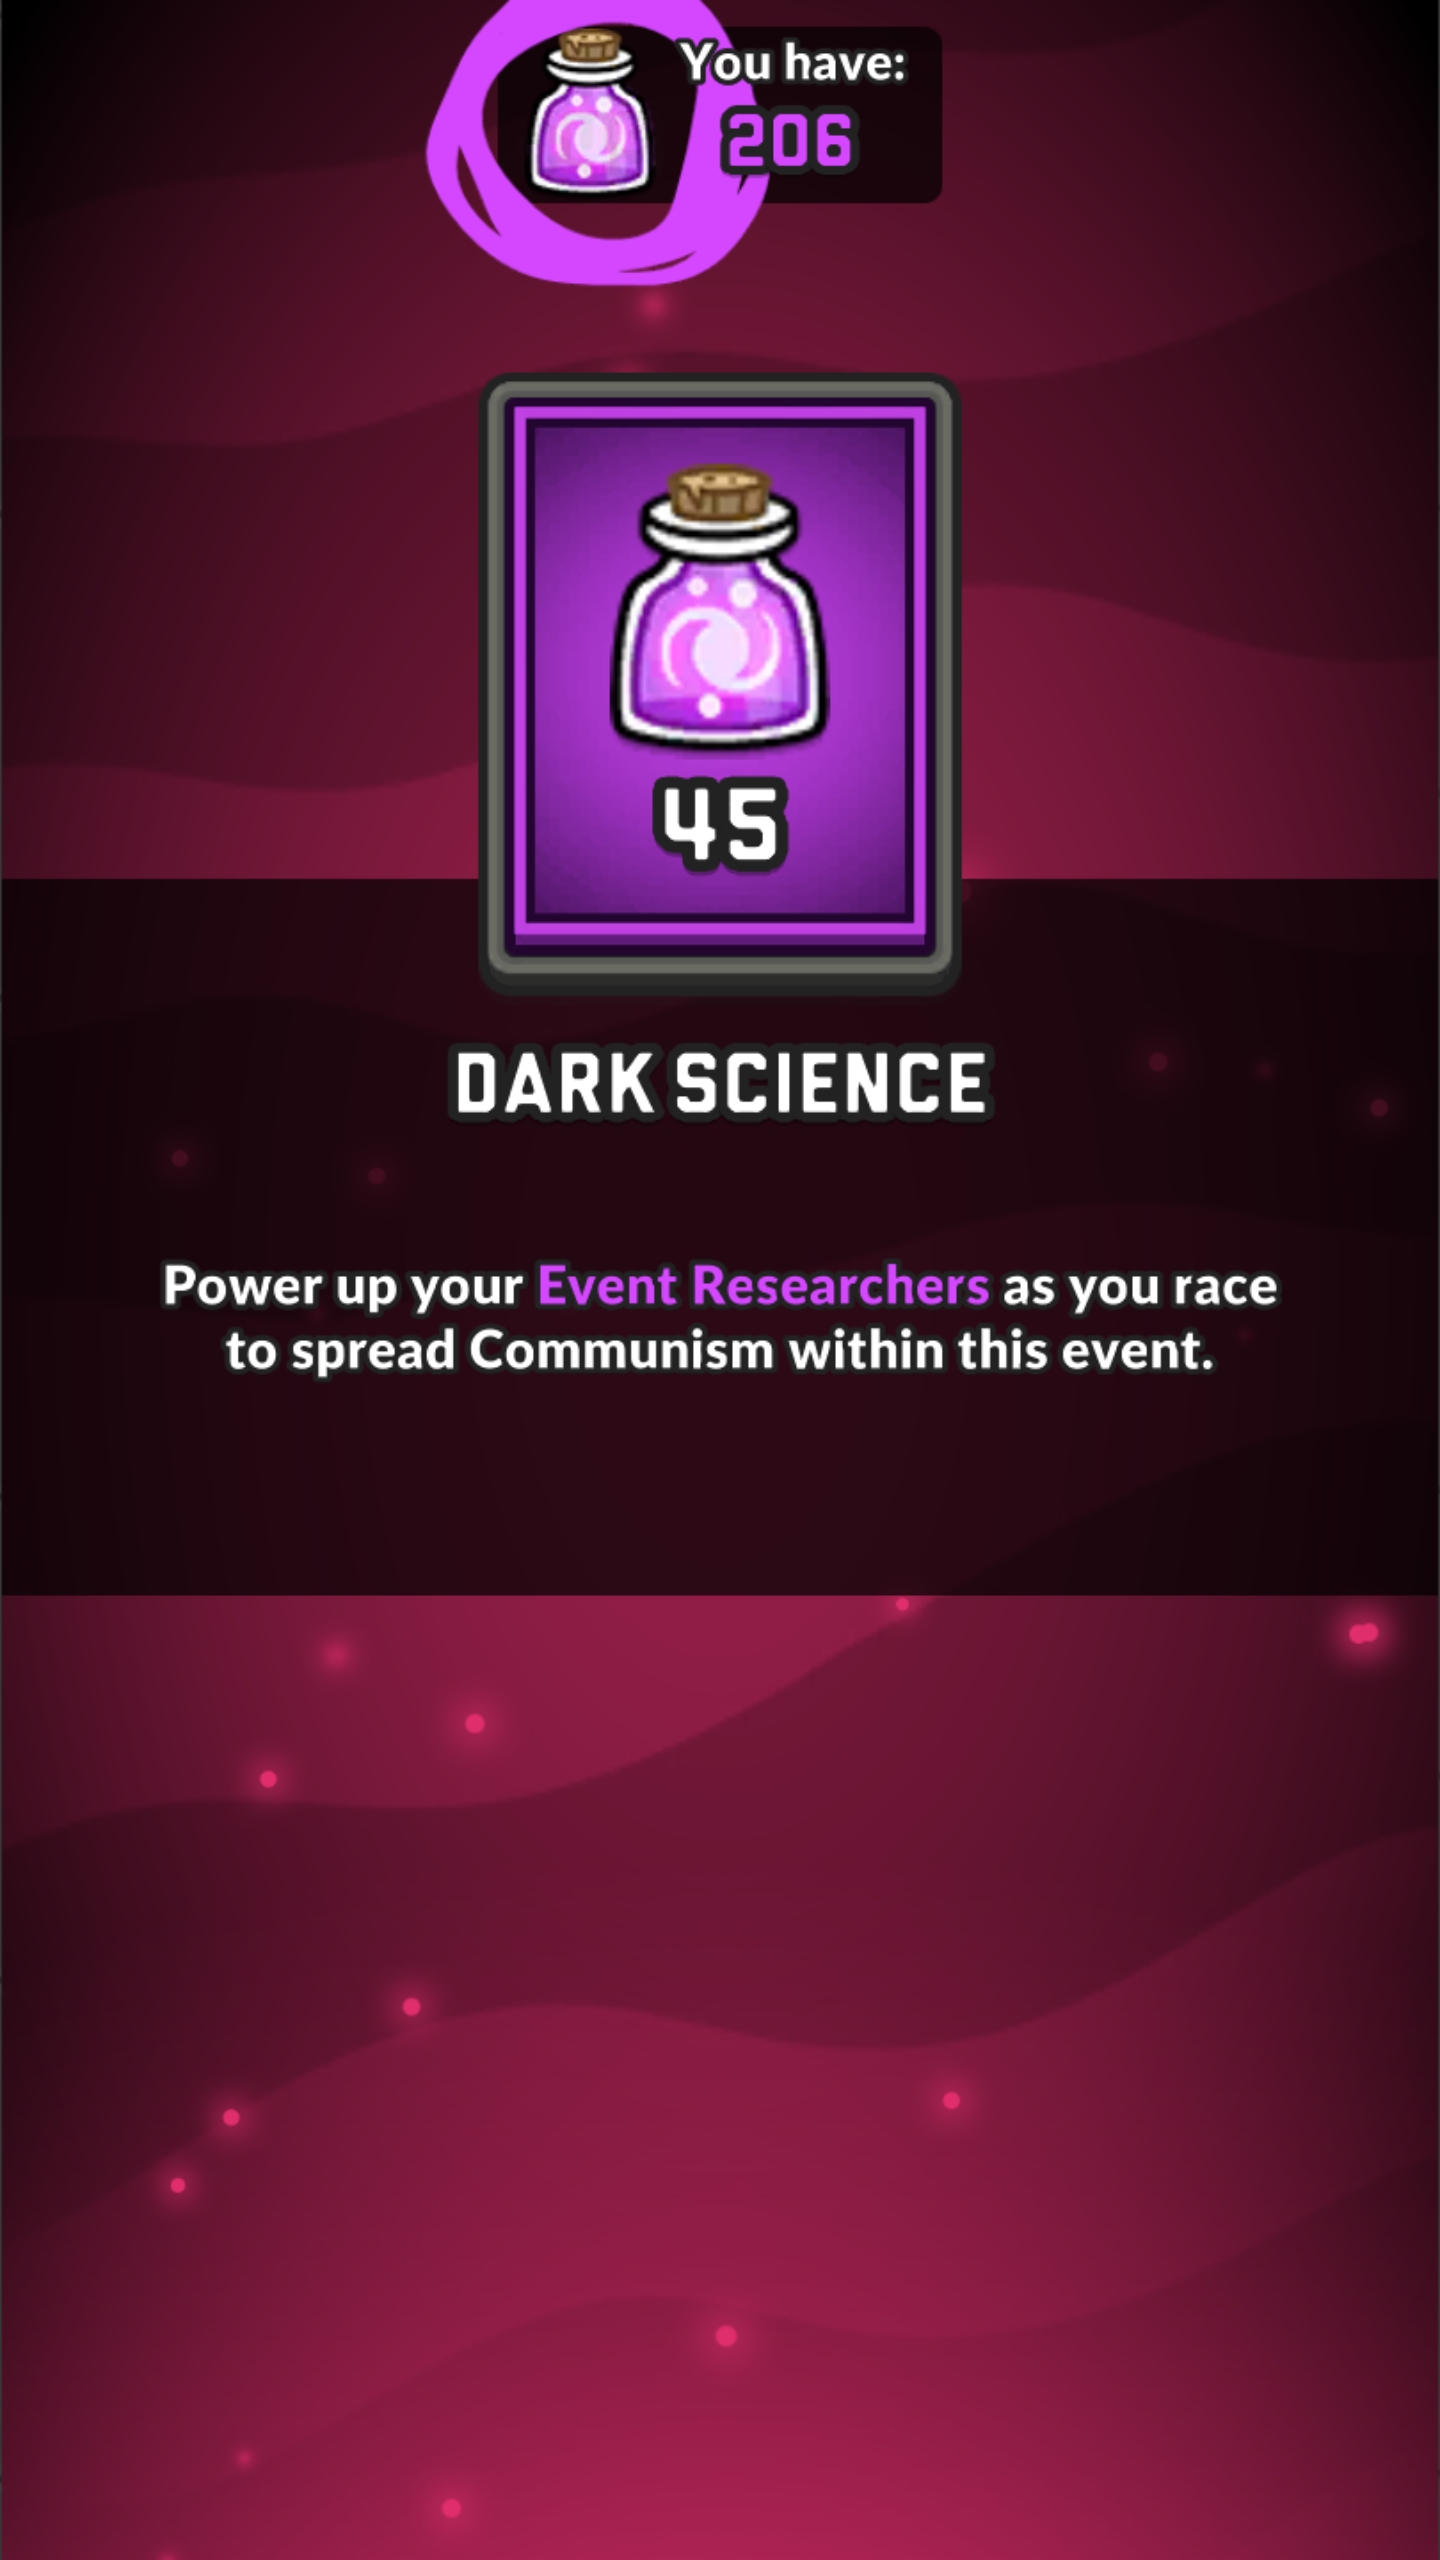 You have:
206
45
DARK SCIENCE
Power up your Event Researchers as you race
to spread Communism within this event.